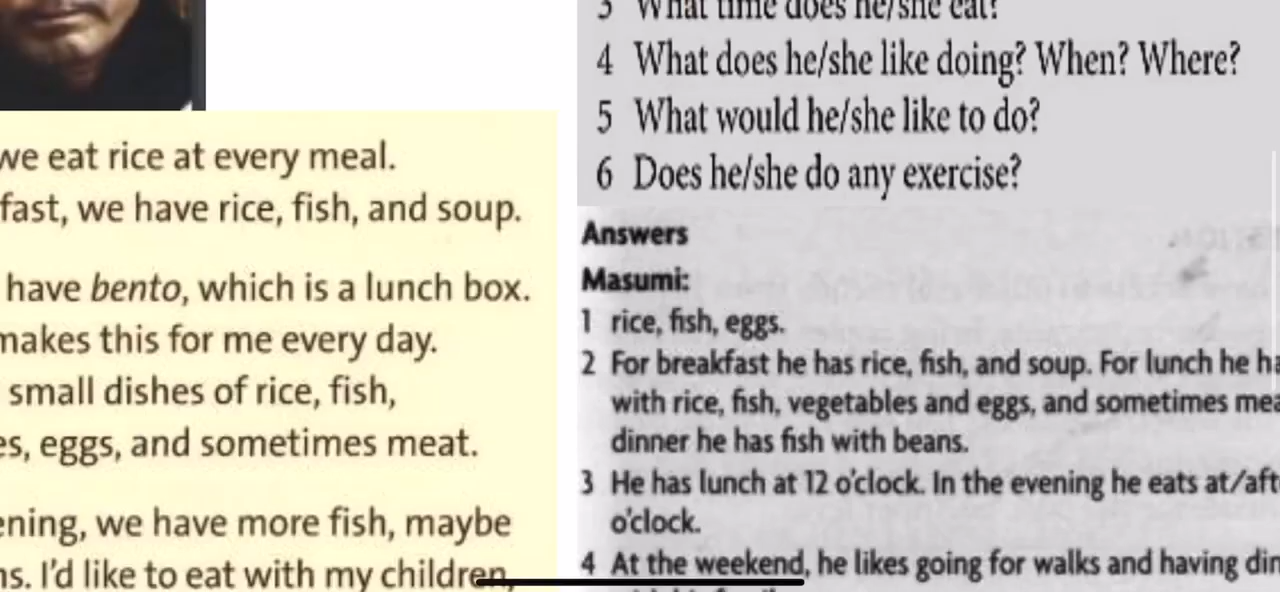 we eat rice at every meal.
fast, we have rice, fish, and soup.
have bento, which is a lunch box.
makes this for me every day.
small dishes of rice, fish,
es, eggs, and sometimes meat.
ening, we have more fish, maybe
ns. I'd like to eat with my children,
3 What time does he/she eat?
4 What does he/she like doing? When? Where?
5 What would he/she like to do?
6 Does he/she do any exercise?
Answers
Masumi:
1 rice, fish, eggs.
2 For breakfast he has rice, fish, and soup. For lunch he ha
with rice, fish, vegetables and eggs, and sometimes mea
dinner he has fish with beans.
3 He has lunch at 12 o'clock. In the evening he eats at/aft
o'clock.
4 At the weekend, he likes going for walks and having din